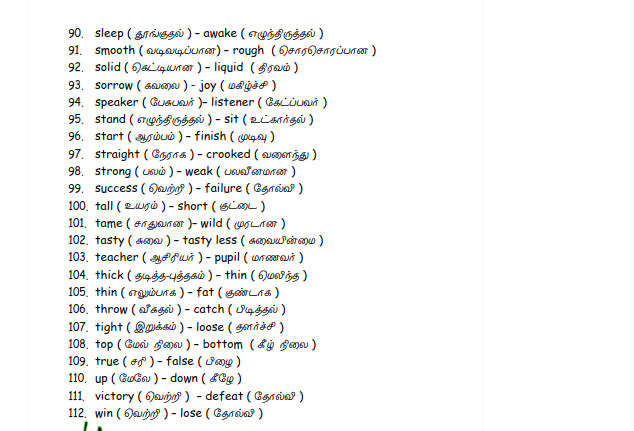 90. sleep ( தூங்குதல் ) – awake ( எழுந்திருத்தல் )
91. smooth ( வடிவடிப்பான) – rough ( சொரசொரப்பான )
92. solid ( கெட்டியான ) – liquid ( திரவம் )
93. sorrow ( கவலை ) - joy ( மகிழ்ச்சி )
94. speaker ( பேசுபவர் )– listener ( கேட்ப்பவர் )
95. stand ( எழுந்திருத்தல் ) – sit ( உட்கார்தல் )
96. start ( ஆரம்பம் ) – finish ( முடிவு )
97. straight ( நேராக ) – crooked ( வளைந்து )
98. strong ( பலம் ) – weak ( பலவீனமான )
99. success ( வெற்றி ) – failure ( தோல்வி )
100. tall ( உயரம் ) – short ( குட்டை )
101. tame ( சாதுவான )– wild ( முரடான )
102. tasty ( சுவை ) – tasty less ( சுவையின்மை )
103. teacher ( ஆசிரியர் ) – pupil ( மாணவர் )
104. thick ( தடித்த-புத்தகம் ) – thin ( மெலிந்த )
105. thin ( எலும்பாக ) – fat ( குண்டாக )
106. throw ( வீசுதல் ) – catch ( பிடித்தல் )
107. tight ( இறுக்கம் ) – loose ( தளர்ச்சி )
108. top ( மேல் நிலை ) – bottom ( கீழ் நிலை )
109. true ( சரி ) – false ( பிழை )
110. up ( மேலே ) – down ( கீழே )
111. victory ( வெற்றி ) – defeat ( தோல்வி )
112. win ( வெற்றி ) – lose ( தோல்வி )